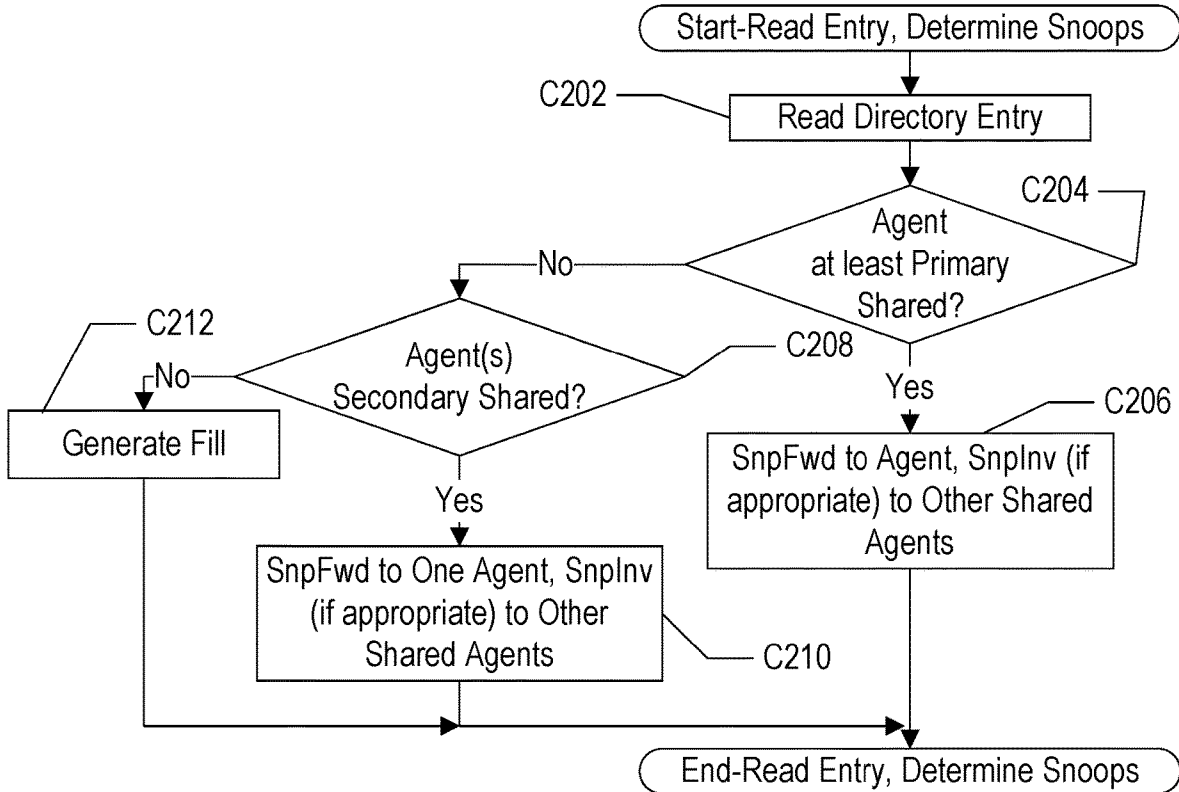 Start-Read Entry, Determine Snoops
C202
Read Directory Entry
C204
Agent
at least Primary
Shared?
No
Yes
C212
C208
Agent(s)
Secondary Shared?
No
Yes
C206
Generate Fill
SnpFwd to Agent, SnpInv (if
appropriate) to Other Shared
Agents
SnpFwd to One Agent, SnpInv
(if appropriate) to Other
Shared Agents
C210
End-Read Entry, Determine Snoops